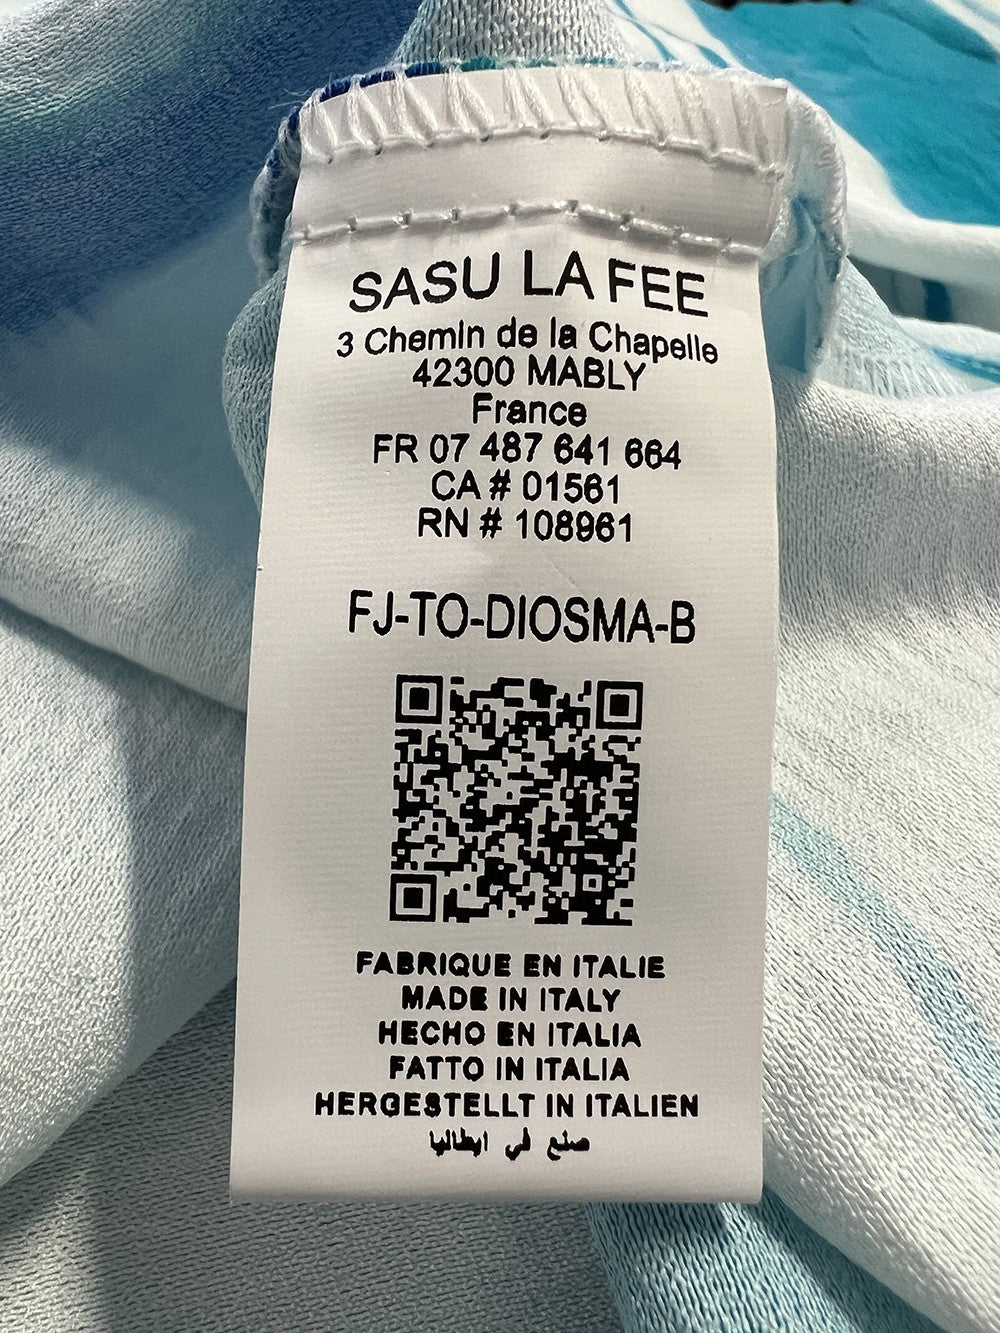 SASU LA FEE
3 Chemin de la Chapelle
42300 MABLY
France
FR 07 487 641 664
CA # 01561
RN # 108961
FJ-TO-DIOSMA-B
FABRIQUE EN ITALIE
MADE IN ITALY
HECHO EN ITALIA
FATTO IN ITALIA
HERGESTELLT IN ITALIEN
صنع في ايطاليا